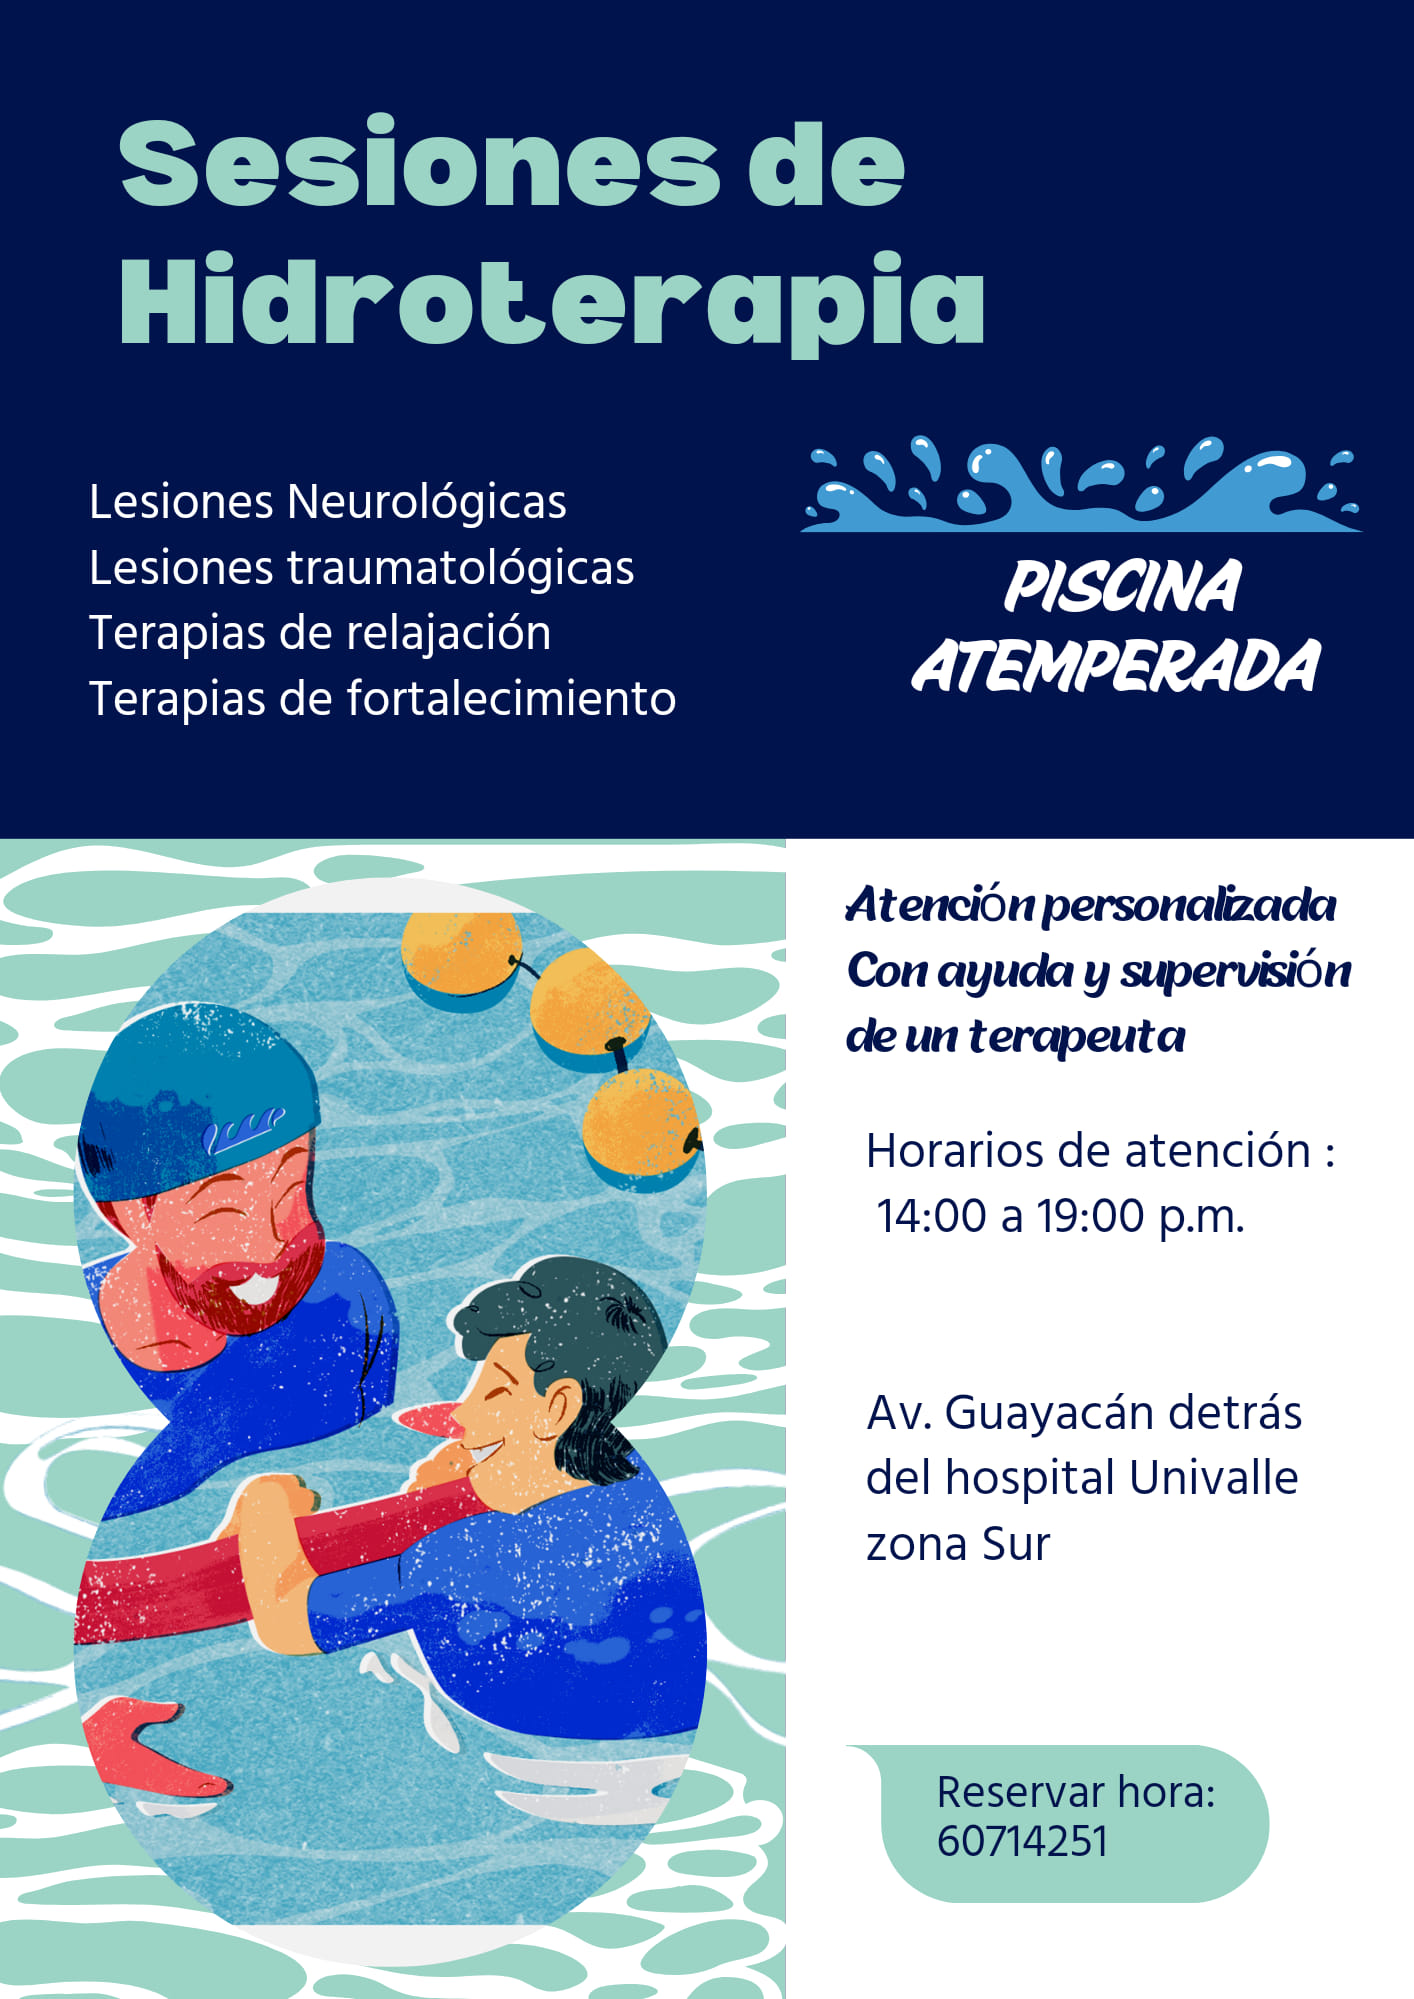 Sesiones de
Hidroterapia
Lesiones Neurológicas
Lesiones traumatológicas
Terapias de relajación
Terapias de fortalecimiento
PISCINA
ATEMPERADA
Atención personalizada
Con ayuda y supervisión
de un terapeuta
Horarios de atención :
14:00 a 19:00 p.m.
Av. Guayacán detrás
del hospital Univalle
zona Sur
Reservar hora:
60714251